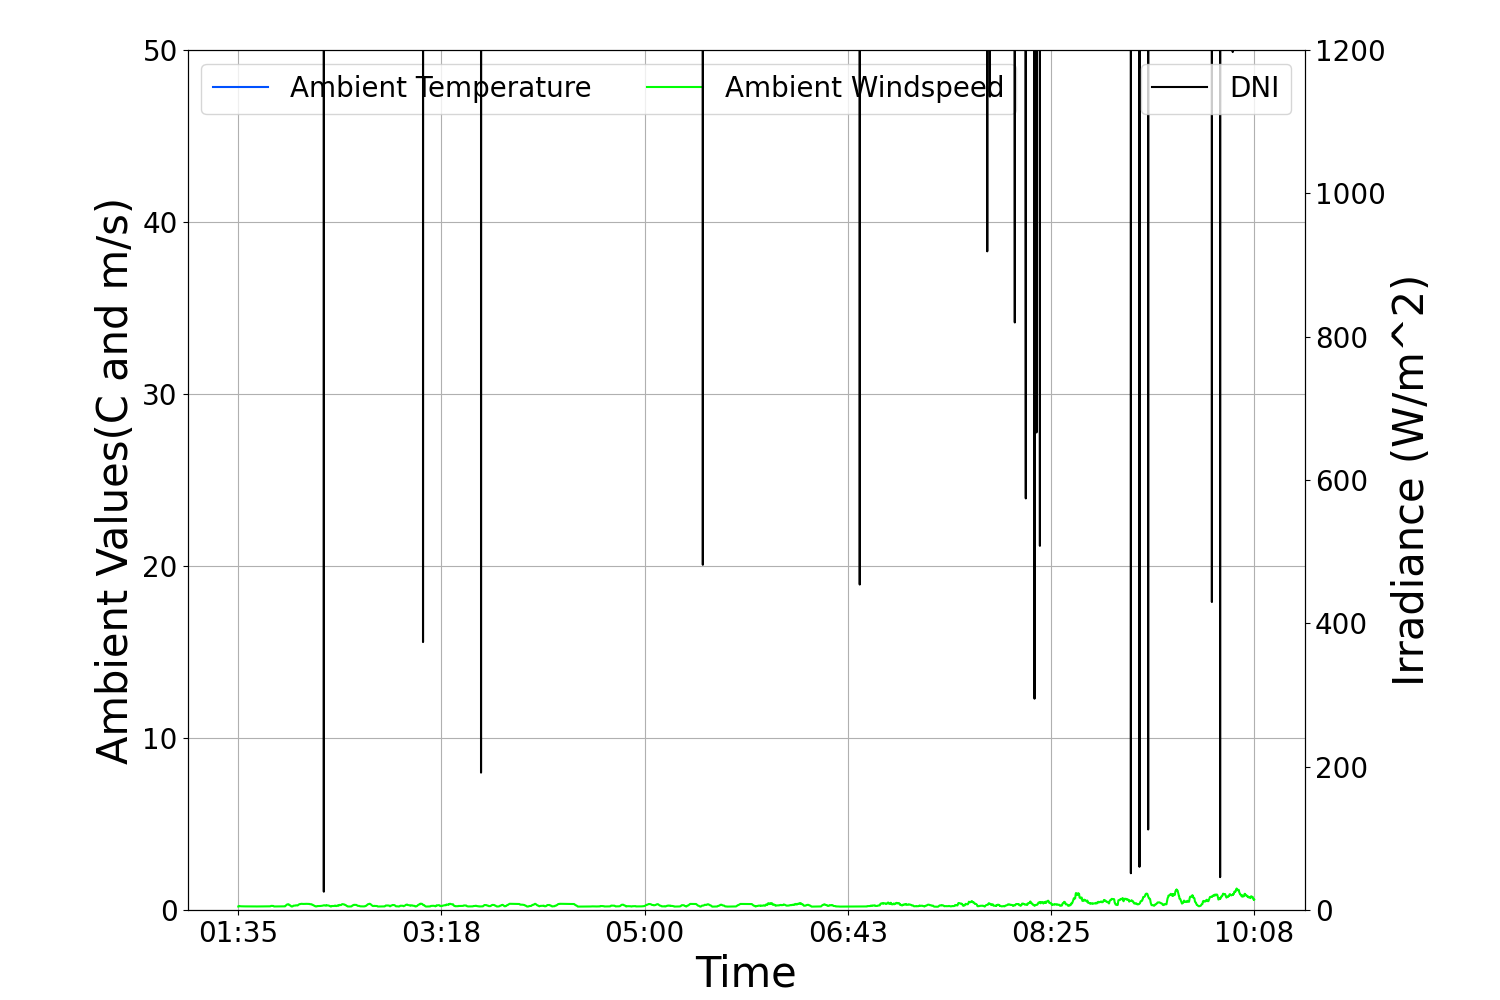 Ambient Temperature
Ambient Windspeed
DNI
Ambient Values(C and m/s)
50
40
30
20
10
0
1200
1000
800
600
400
200
0
Irradiance (W/m^2)
01:35 03:18 05:00 06:43 08:25 10:08
Time